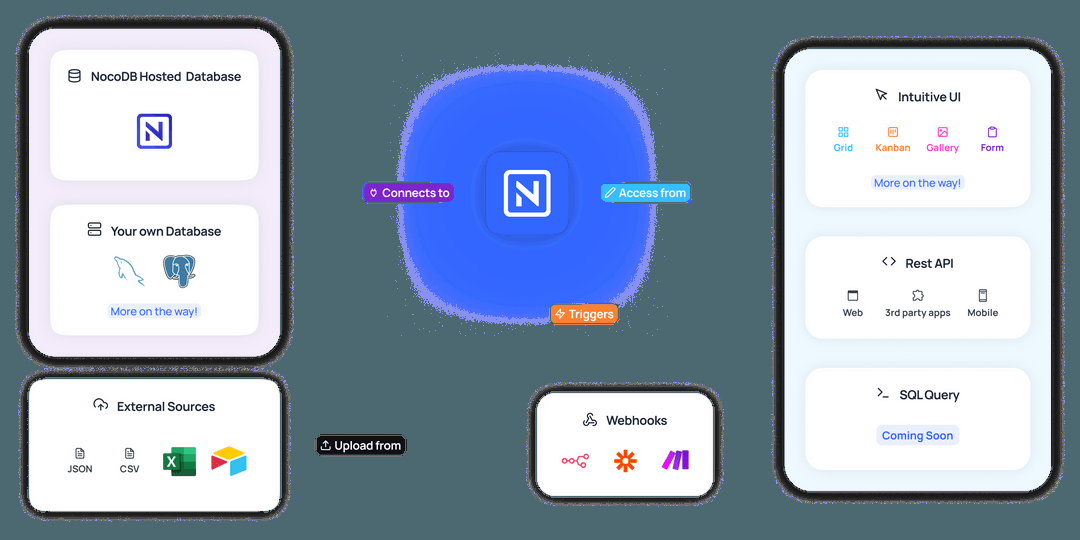 NocoDB Hosted Database
N
Your own Database
More on the way!
External Sources
JSON
CSV
X
Connects to
N
Access from
Triggers
Upload from
Webhooks
Intuitive UI
Grid
Kanban
Gallery
Form
More on the way!
Rest API
Web
3rd party apps
Mobile
SQL Query
Coming Soon